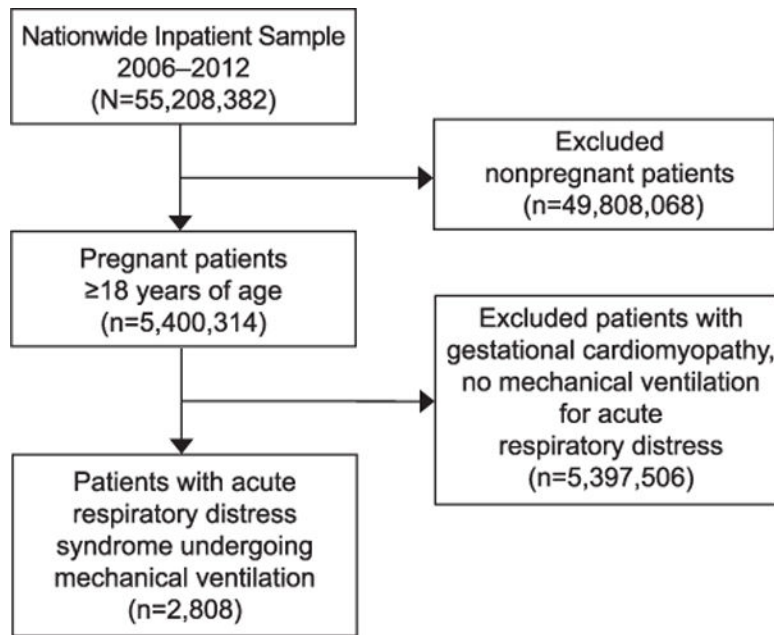 Nationwide Inpatient Sample
2006–2012
(N=55,208,382)
Excluded
nonpregnant patients
(n=49,808,068)
Pregnant patients
≥18 years of age
(n=5,400,314)
Excluded patients with
gestational cardiomyopathy,
no mechanical ventilation
for acute
respiratory distress
(n=5,397,506)
Patients with acute
respiratory distress
syndrome undergoing
mechanical ventilation
(n=2,808)